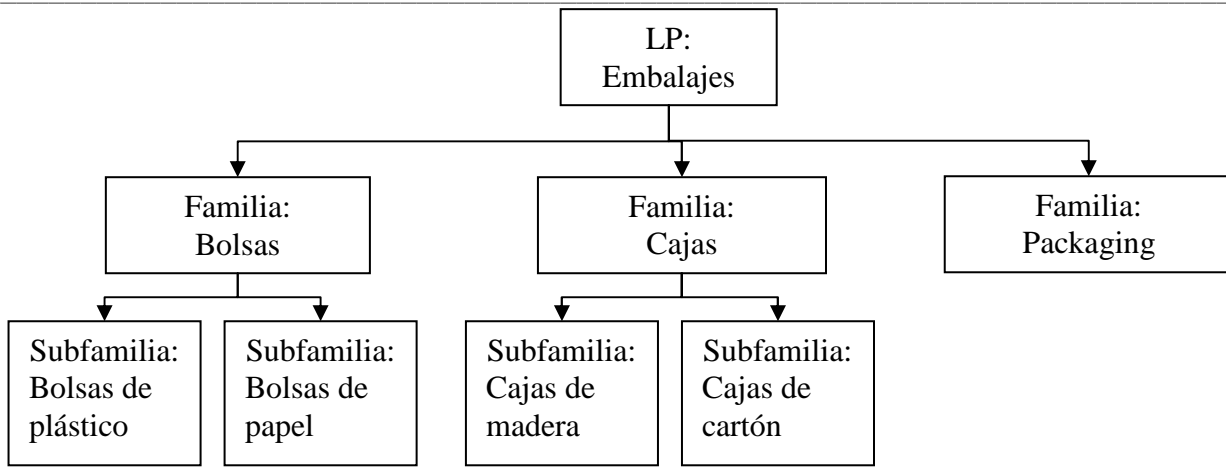 LP:
Embalajes
Familia:
Bolsas
Familia:
Cajas
Familia:
Packaging
Subfamilia:
Bolsas de
plástico
Subfamilia:
Bolsas de
papel
Subfamilia:
Cajas de
madera
Subfamilia:
Cajas de
cartón